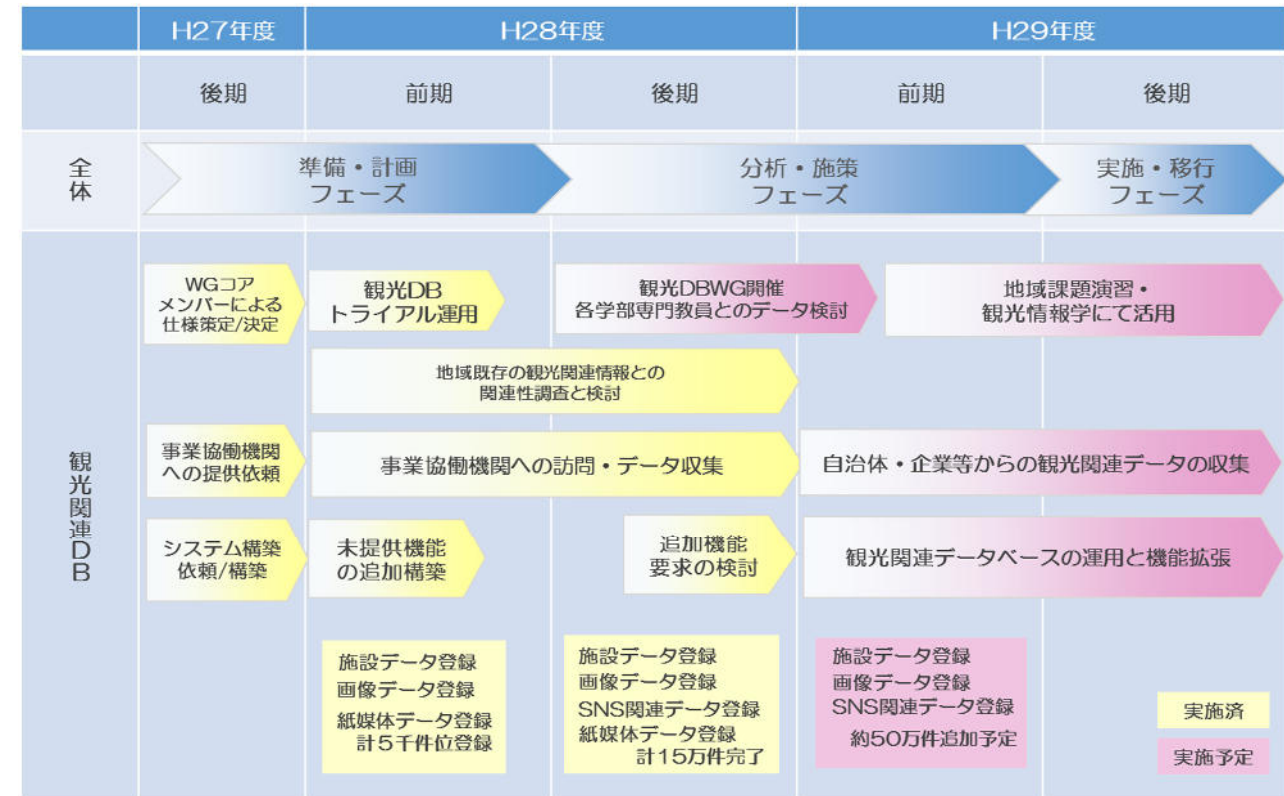 H27年度
H28年度
H29年度
後期
前期
後期
前期
後期
全体
準備・計画
フェーズ
分析・施策
フェーズ
実施・移行
フェーズ
観光関連DB
WGコア
メンバーによる
仕様策定/決定
観光DB
トライアル運用
観光DBWG開催
各学部専門教員とのデータ検討
地域課題演習・
観光情報学にて活用
地域既存の観光関連情報との
関連性調査と検討
事業協働機関
への提供依頼
事業協働機関への訪問・データ収集
自治体・企業等からの観光関連データの収集
システム構築
依頼/構築
未提供機能
の追加構築
追加機能
要求の検討
観光関連データベースの運用と機能拡張
施設データ登録
画像データ登録
紙媒体データ登録
計5千件位登録
施設データ登録
画像データ登録
SNS関連データ登録
紙媒体データ登録
計15万件完了
施設データ登録
画像データ登録
SNS関連データ登録
約50万件追加予定
実施済
実施予定